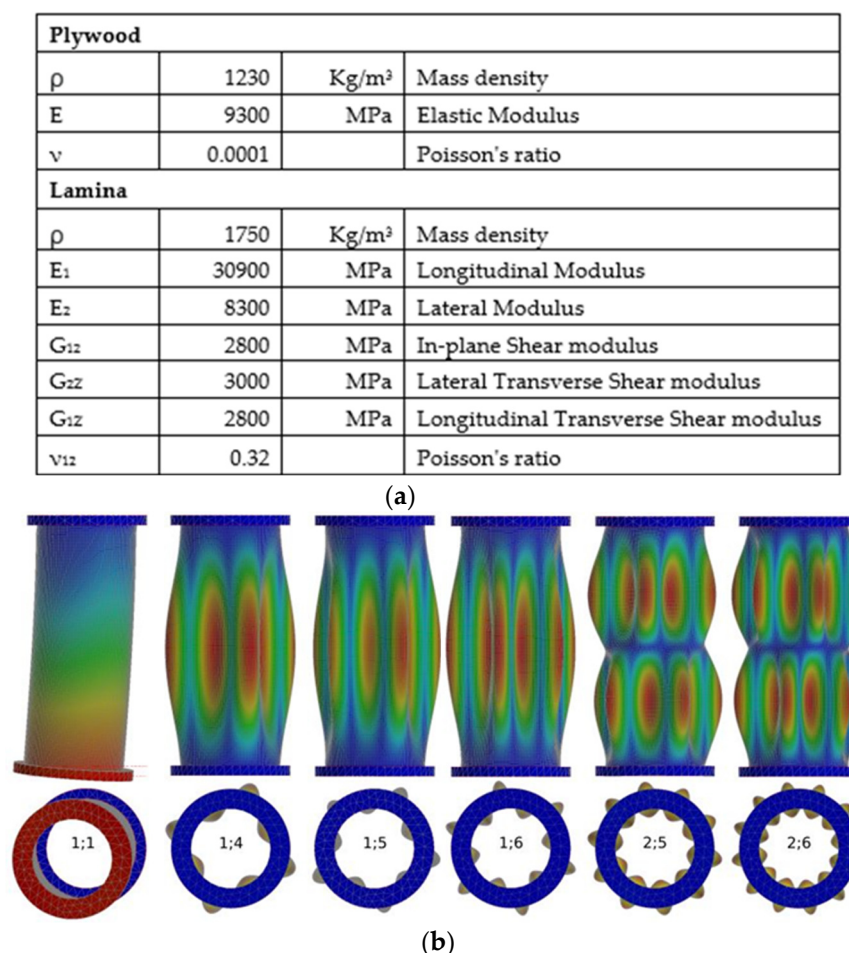 Plywood
ρ 1230 Kg/m³ Mass density
E 9300 MPa Elastic Modulus
ν 0.0001 Poisson's ratio
Lamina
ρ 1750 Kg/m³ Mass density
E₁ 30900 MPa Longitudinal Modulus
E₂ 8300 MPa Lateral Modulus
G₁₂ 2800 MPa In-plane Shear modulus
G₂Z 3000 MPa Lateral Transverse Shear modulus
G₁Z 2800 MPa Longitudinal Transverse Shear modulus
ν₁₂ 0.32 Poisson's ratio
(a)
1;1 1;4 1;5 1;6 2;5 2;6
(b)